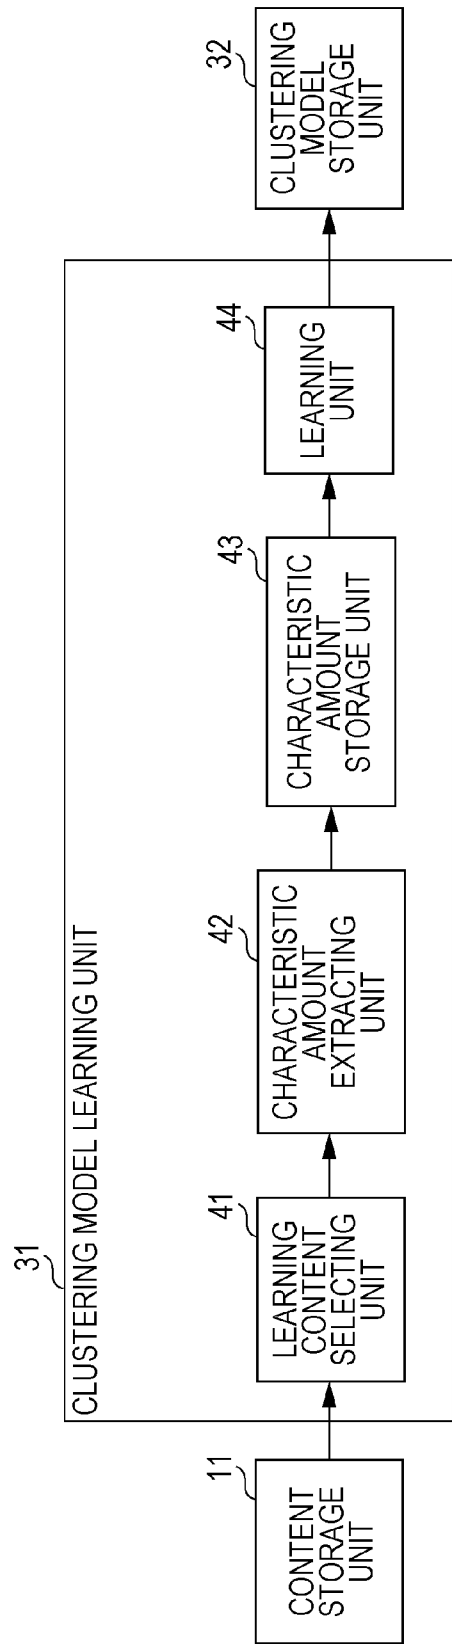 31
CLUSTERING MODEL LEARNING UNIT
11
CONTENT
STORAGE
UNIT
41
LEARNING
CONTENT
SELECTING
UNIT
42
CHARACTERISTIC
AMOUNT
EXTRACTING
UNIT
43
CHARACTERISTIC
AMOUNT
STORAGE UNIT
44
LEARNING
UNIT
32
CLUSTERING
MODEL
STORAGE
UNIT